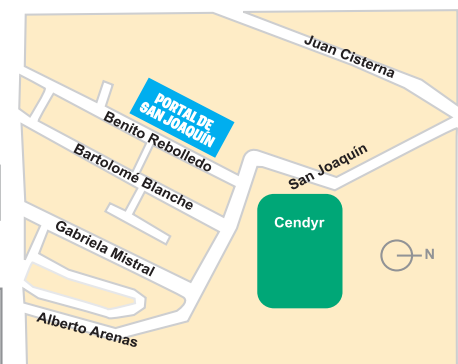 Juan Cisterna
PORTAL DE
SAN JOAQUÍN
Benito Rebolledo
San Joaquín
Bartolomé Blanche
Cendyr
Gabriela Mistral
N
Alberto Arenas